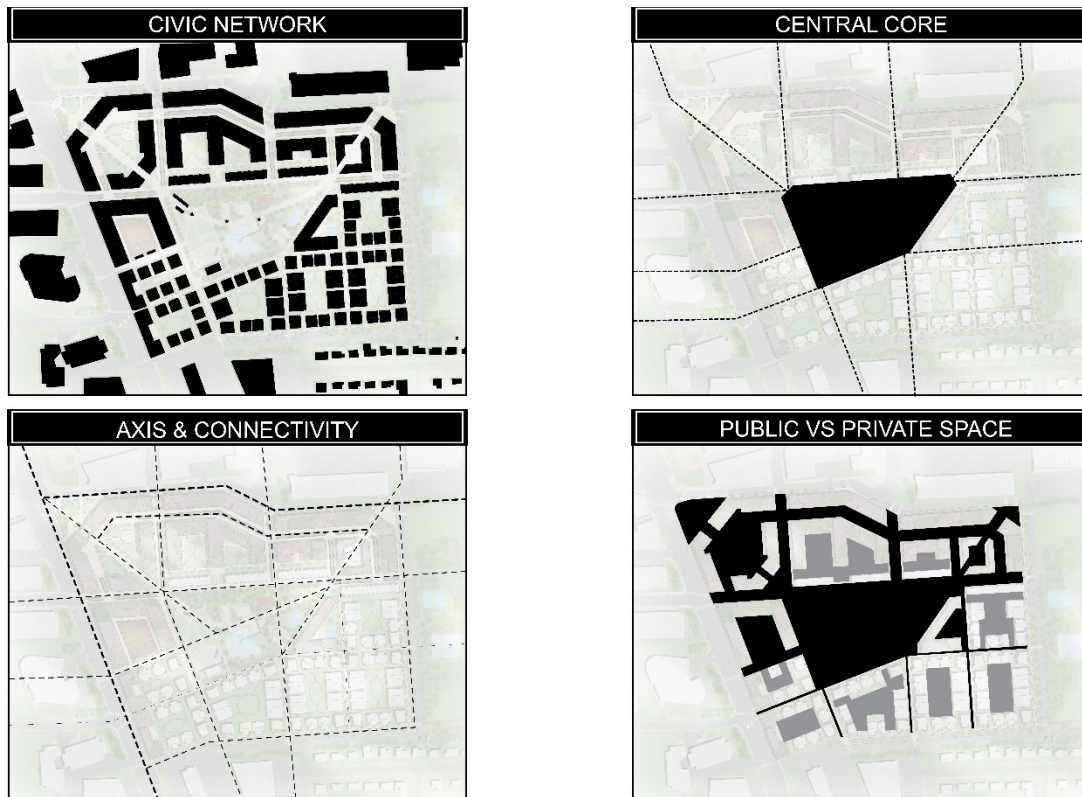 CIVIC NETWORK
CENTRAL CORE
AXIS & CONNECTIVITY
PUBLIC VS PRIVATE SPACE